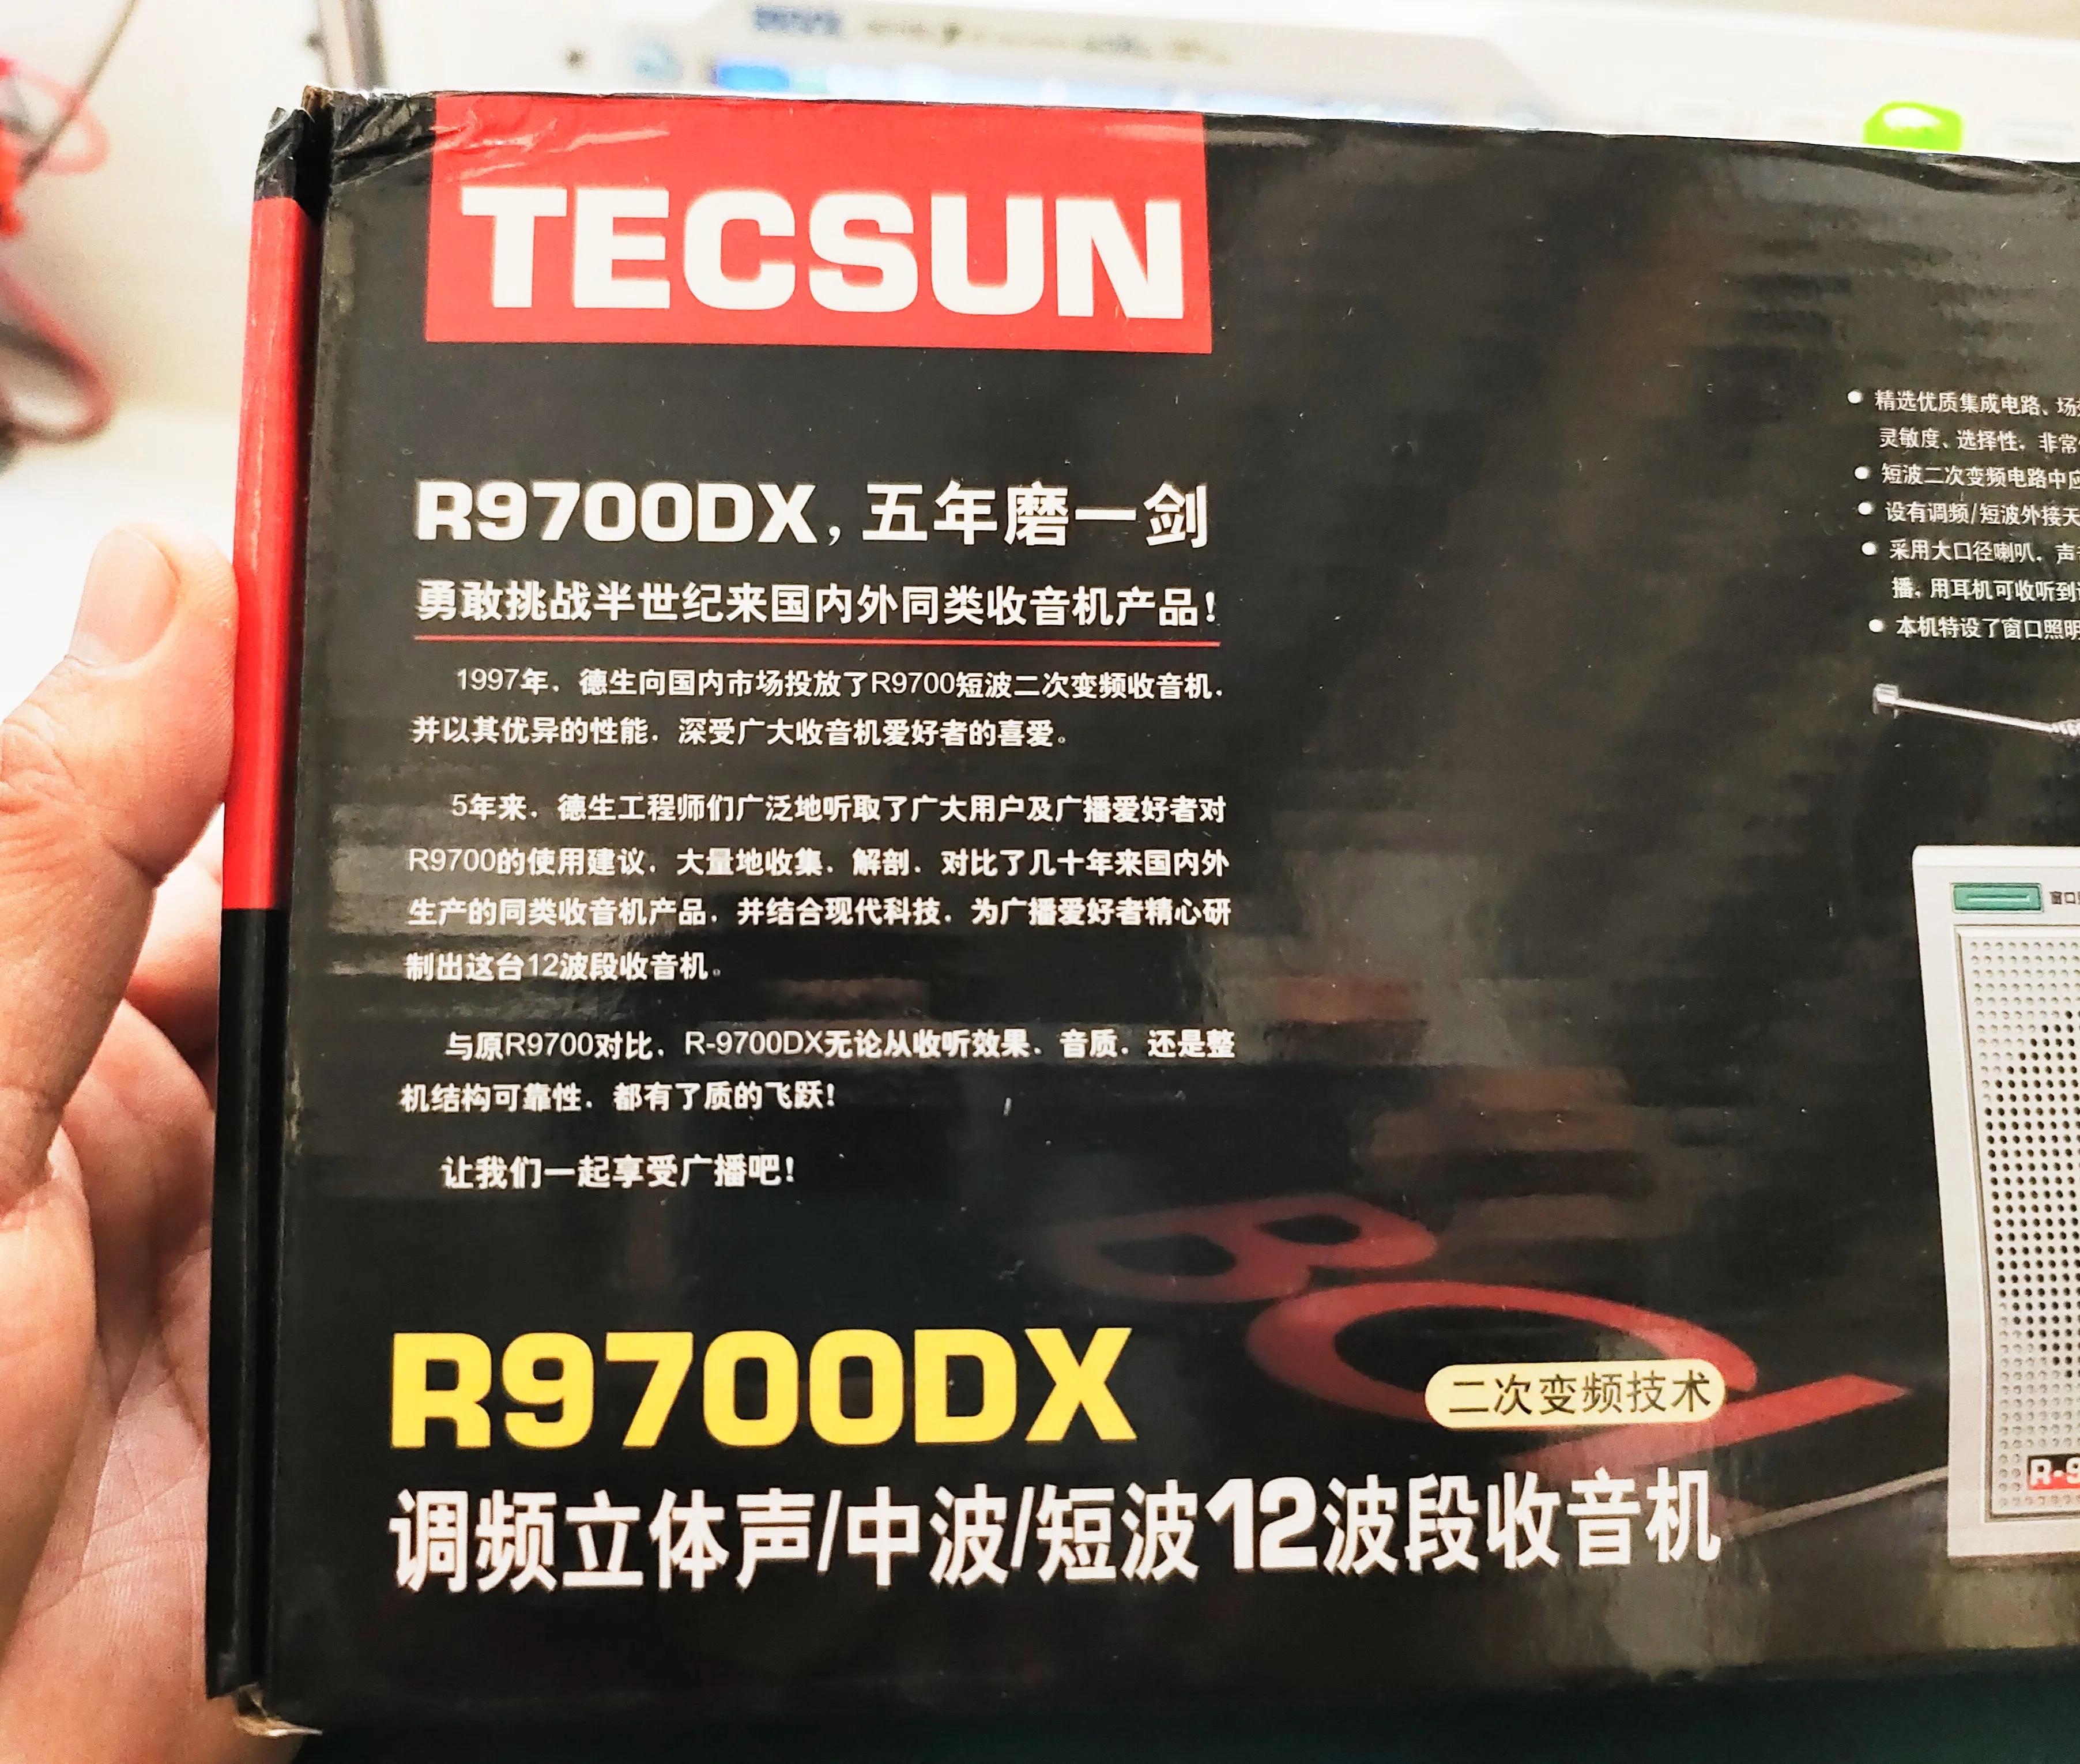 TECSUN
R9700DX，五年磨一剑
勇敢挑战半世纪来国内外同类收音机产品！
1997年，德生向国内市场投放了R9700短波二次变频收音机，
并以其优异的性能，深受广大收音机爱好者的喜爱。
5年来，德生工程师们广泛地听取了广大用户及广播爱好者对
R9700的使用建议，大量地收集、解剖、对比了几十年来国内外
生产的同类收音机产品，并结合现代科技，为广播爱好者精心研
制出这台12波段收音机。
与原R9700对比，R-9700DX无论从收听效果、音质，还是整
机结构可靠性，都有了质的飞跃！
让我们一起享受广播吧！
R9700DX
二次变频技术
调频立体声/中波/短波12波段收音机
精选优质集成电路、场
灵敏度、选择性，非常
短波二次变频电路中应
设有调频/短波外接天
采用大口径喇叭，声
播，用耳机可收听到
本机特设了窗口照明
窗口
R-9